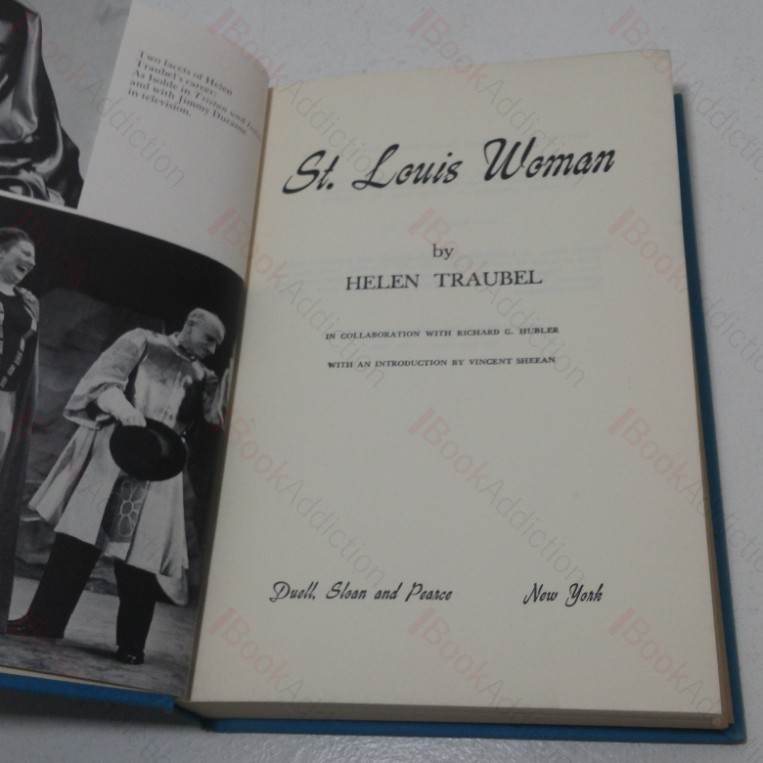 Two facets of Helen
Traubel's career:
As Isolde in Tristan and Isolde
and with Jimmy Durante
in television.
St. Louis Woman
by
HELEN TRAUBEL
IN COLLABORATION WITH RICHARD G. HUBLER
WITH AN INTRODUCTION BY VINCENT SHEEAN
Duell, Sloan and Pearce New York
BookAddiction